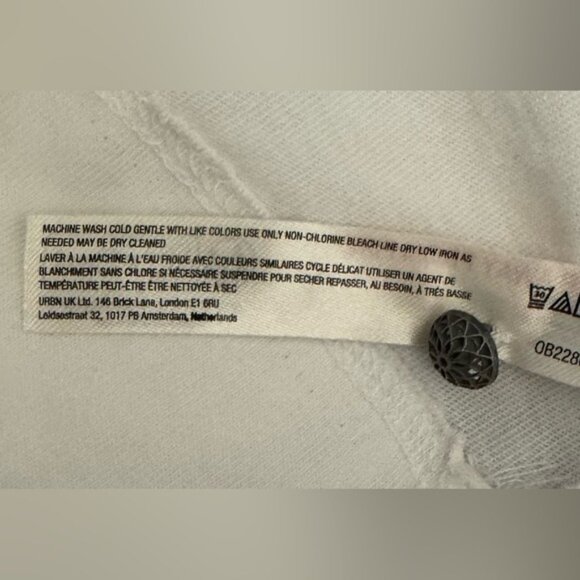 MACHINE WASH COLD GENTLE WITH LIKE COLORS USE ONLY NON-CHLORINE BLEACH LINE DRY LOW IRON AS
NEEDED MAY BE DRY CLEANED
LAVER À LA MACHINE À L'EAU FROIDE AVEC COULEURS SIMILAIRES CYCLE DÉLICAT UTILISER UN AGENT DE
BLANCHIMENT SANS CHLORE SI NÉCESSAIRE SUSPENDRE POUR SECHER REPASSER, AU BESOIN, À TRÉS BASSE
TEMPÉRATURE PEUT-ÊTRE ÊTRE NETTOYÉE À SEC
URBN UK Ltd. 146 Brick Lane, London E1 6RU
Leidsestraat 32, 1017 PB Amsterdam, Netherlands
30
OB228